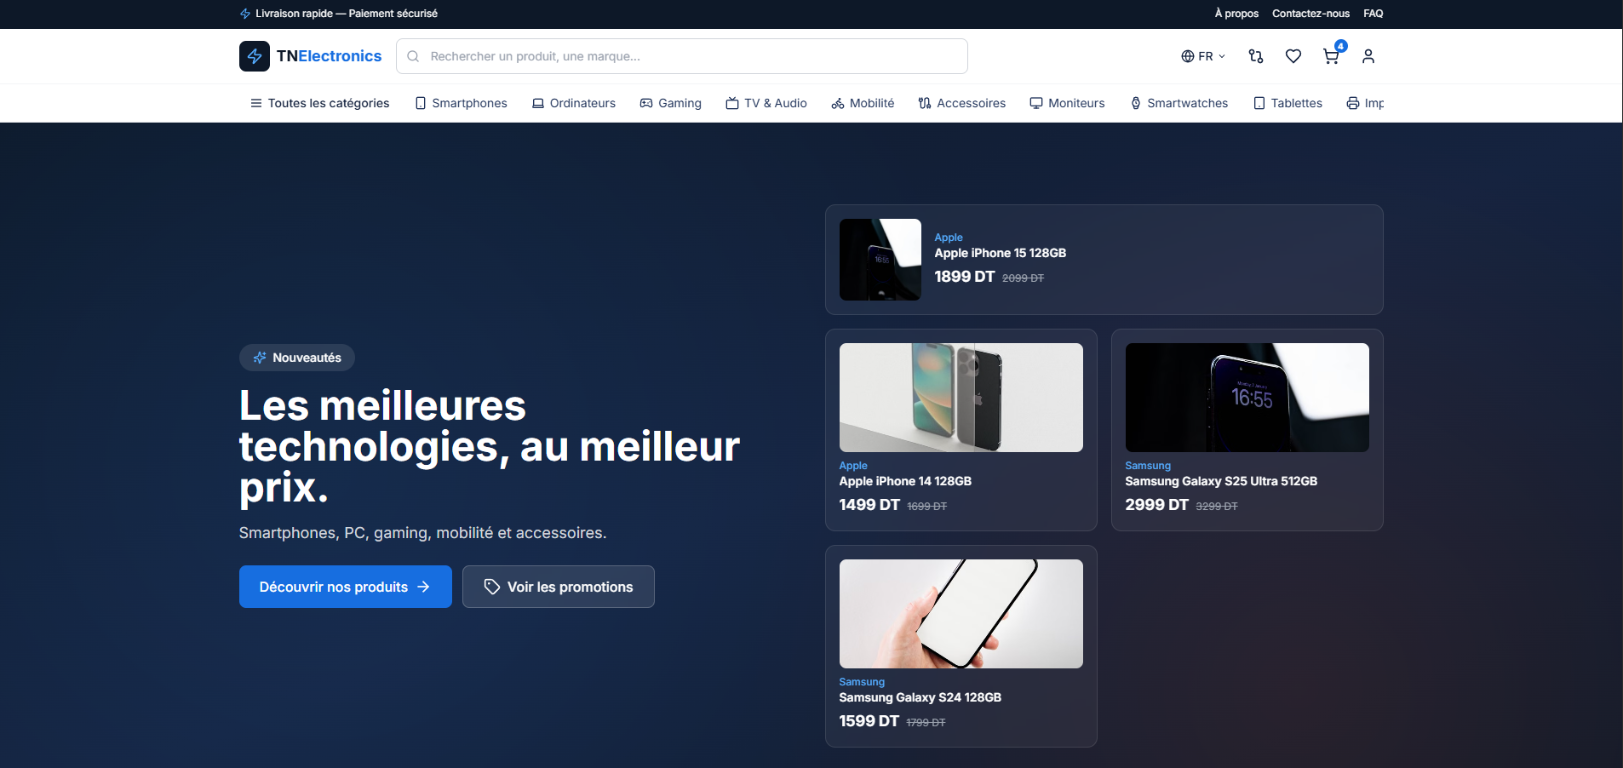 Livraison rapide — Paiement sécurisé
À propos Contactez-nous FAQ
TNElectronics
Rechercher un produit, une marque...
FR
4
Toutes les catégories Smartphones Ordinateurs Gaming TV & Audio Mobilité Accessoires Moniteurs Smartwatches Tablettes Imp
Nouveautés
Les meilleures
technologies, au meilleur
prix.
Smartphones, PC, gaming, mobilité et accessoires.
Découvrir nos produits
Voir les promotions
Apple
Apple iPhone 15 128GB
1899 DT 2099 DT
Apple
Apple iPhone 14 128GB
1499 DT 1699 DT
16:55
Samsung
Samsung Galaxy S25 Ultra 512GB
2999 DT 3299 DT
Samsung
Samsung Galaxy S24 128GB
1599 DT 1799 DT